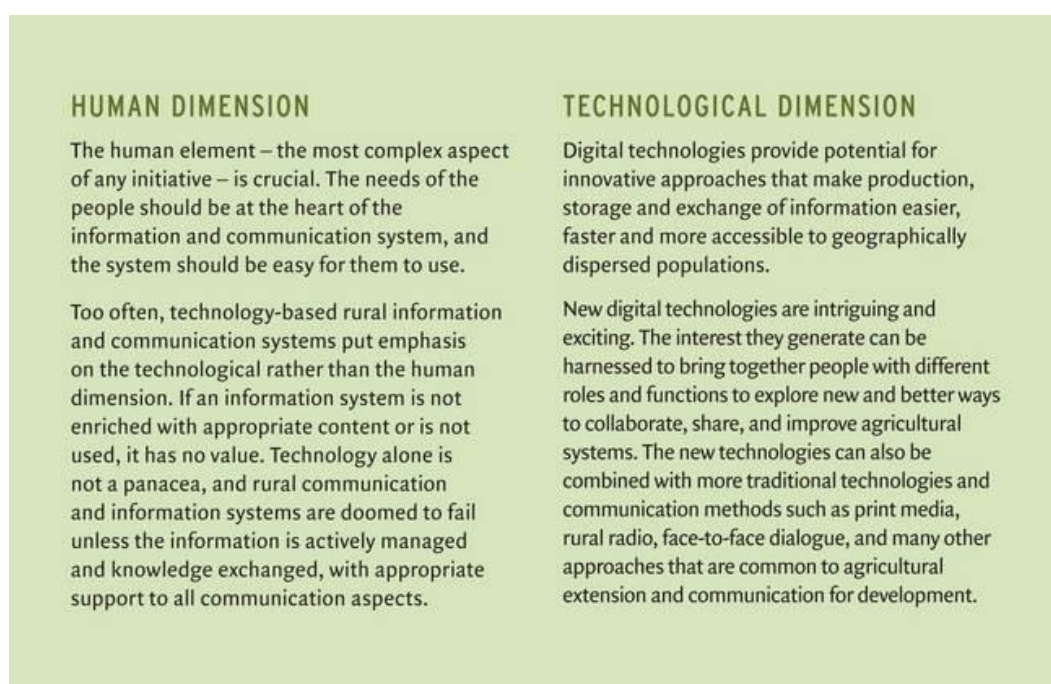 HUMAN DIMENSION
The human element – the most complex aspect
of any initiative – is crucial. The needs of the
people should be at the heart of the
information and communication system, and
the system should be easy for them to use.
Too often, technology-based rural information
and communication systems put emphasis
on the technological rather than the human
dimension. If an information system is not
enriched with appropriate content or is not
used, it has no value. Technology alone is
not a panacea, and rural communication
and information systems are doomed to fail
unless the information is actively managed
and knowledge exchanged, with appropriate
support to all communication aspects.
TECHNOLOGICAL DIMENSION
Digital technologies provide potential for
innovative approaches that make production,
storage and exchange of information easier,
faster and more accessible to geographically
dispersed populations.
New digital technologies are intriguing and
exciting. The interest they generate can be
harnessed to bring together people with different
roles and functions to explore new and better ways
to collaborate, share, and improve agricultural
systems. The new technologies can also be
combined with more traditional technologies and
communication methods such as print media,
rural radio, face-to-face dialogue, and many other
approaches that are common to agricultural
extension and communication for development.